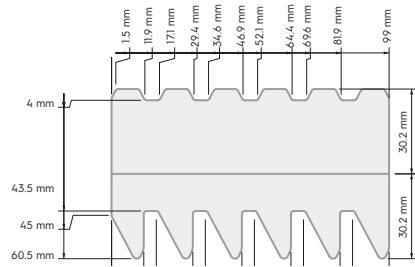 1.5 mm
11.9 mm
17.1 mm
29.4 mm
34.6 mm
46.9 mm
52.1 mm
64.4 mm
69.6 mm
81.9 mm
99 mm
4 mm
43.5 mm
45 mm
60.5 mm
30.2 mm
30.2 mm